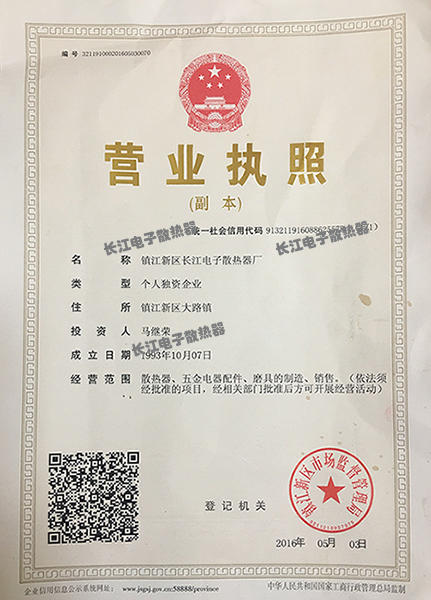 编 号 321191000201605030070
营业执照
(副 本)
统一社会信用代码 91321191608862557
名 称 镇江新区长江电子散热器厂
类 型 个人独资企业
住 所 镇江新区大路镇
投 资 人 马继荣
成 立 日 期 1993年10月07日
经 营 范 围 散热器、五金电器配件、磨具的制造、销售。（依法须
经批准的项目，经相关部门批准后方可开展经营活动）
长江电子散热器
长江电子散热器
长江电子散热器
登 记 机 关
镇江新区市场监督管理局
2016年 05月 03日
企业信用信息公示系统网址： www.jsgsj.gov.cn:58888/province
中华人民共和国国家工商行政管理总局监制